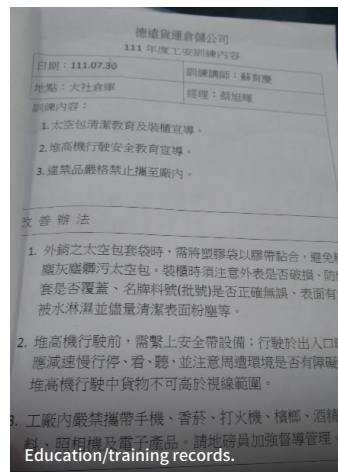 德遠貨運倉儲公司
111 年度工安訓練內容
日期：111.07.30
訓練講師：蘇育慶
地點：大社倉庫
經理：蔡旭輝
訓練內容：
1.太空包清潔教育及裝櫃宣導。
2.堆高機行駛安全教育宣導。
3.違禁品嚴格禁止攜至廠內。
改善辦法
1. 外銷之太空包套袋時，需將塑膠袋以膠帶黏合，避免
塵灰塵髒污太空包。裝櫃時須注意外表是否破損、防
套是否覆蓋、名牌料號(批號)是否正確無誤、表面有
被水淋濕並儘量清潔表面粉塵等。
2. 堆高機行駛前，需繫上安全帶設備；行駛於出入口
應減速慢行停、看、聽，並注意周遭環境是否有障礙
堆高機行駛中貨物不可高於視線範圍。
3. 工廠內嚴禁攜帶手機、香菸、打火機、檳榔、酒精
料、照相機及電子產品。請地磅員加強督導管理。
Education/training records.